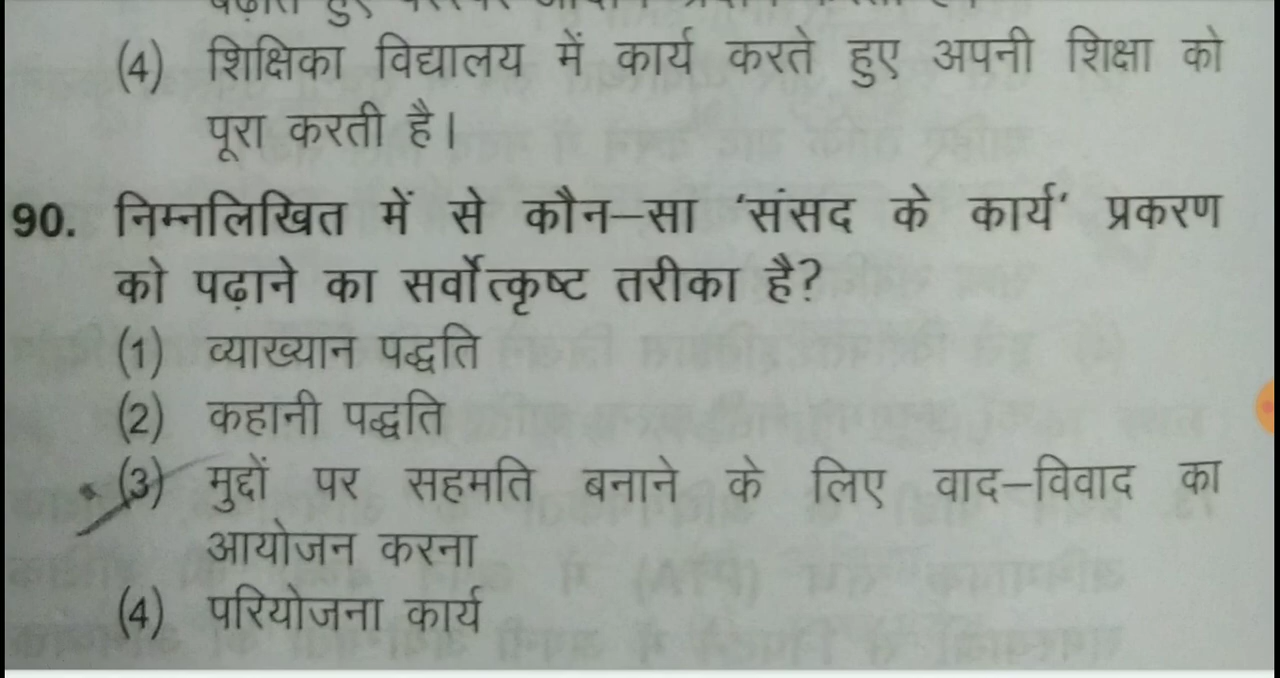 (4) शिक्षिका विद्यालय में कार्य करते हुए अपनी शिक्षा को
पूरा करती है।
90. निम्नलिखित में से कौन–सा 'संसद के कार्य' प्रकरण
को पढ़ाने का सर्वोत्कृष्ट तरीका है?
(1) व्याख्यान पद्धति
(2) कहानी पद्धति
(3) मुद्दों पर सहमति बनाने के लिए वाद–विवाद का
आयोजन करना
(4) परियोजना कार्य